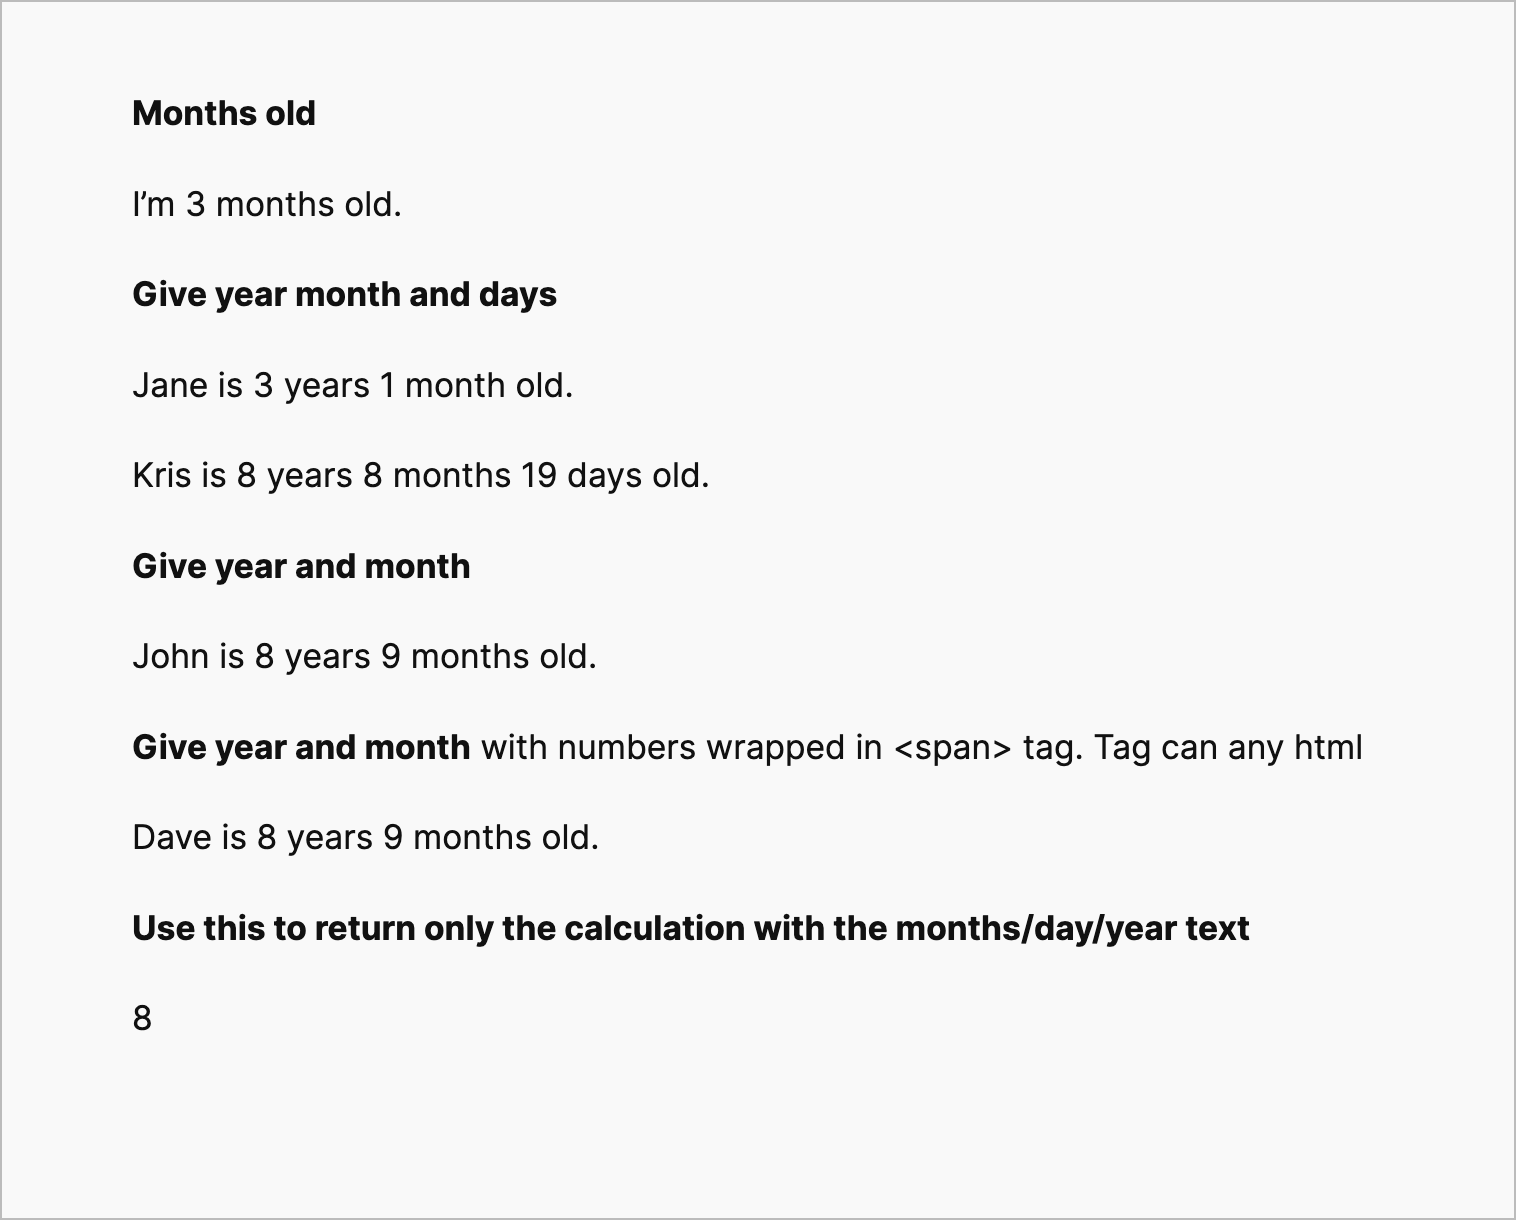 Months old
I’m 3 months old.
Give year month and days
Jane is 3 years 1 month old.
Kris is 8 years 8 months 19 days old.
Give year and month
John is 8 years 9 months old.
Give year and month with numbers wrapped in <span> tag. Tag can any html
Dave is 8 years 9 months old.
Use this to return only the calculation with the months/day/year text
8